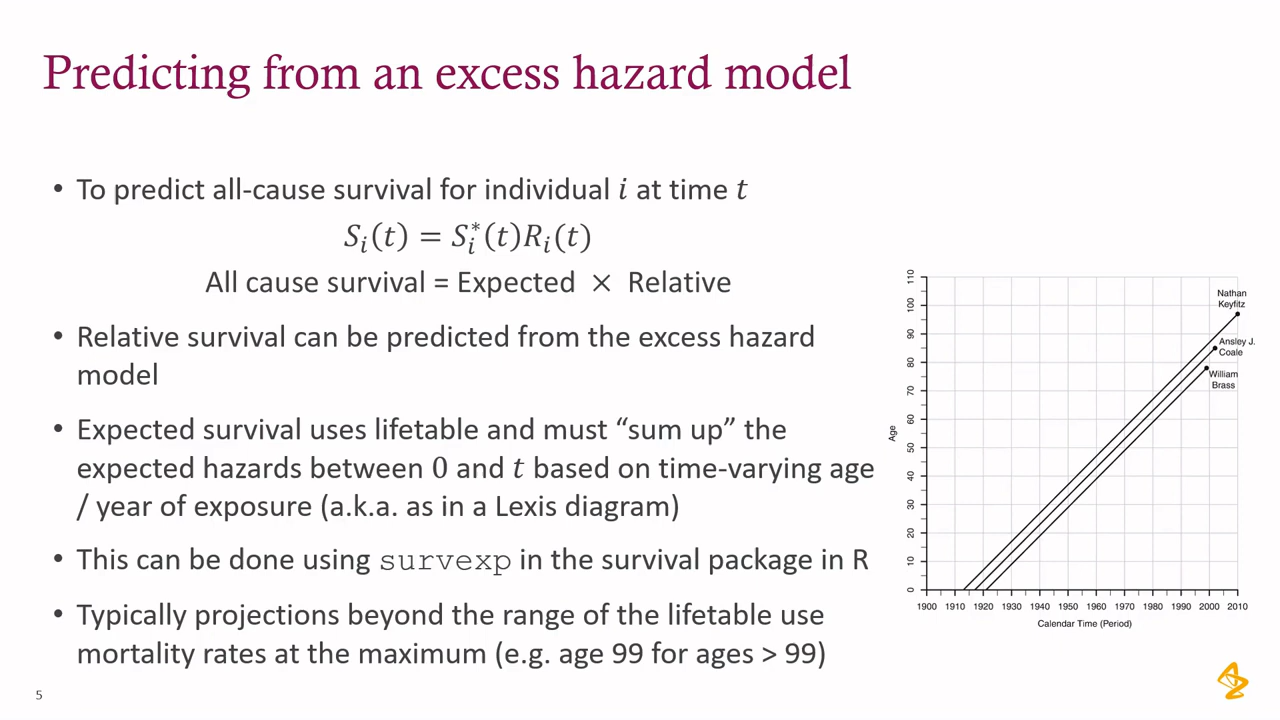 Predicting from an excess hazard model
• To predict all-cause survival for individual i at time t
S_i(t) = S_i^*(t)R_i(t)
All cause survival = Expected × Relative
• Relative survival can be predicted from the excess hazard
model
• Expected survival uses lifetable and must “sum up” the
expected hazards between 0 and t based on time-varying age
/ year of exposure (a.k.a. as in a Lexis diagram)
• This can be done using survexp in the survival package in R
• Typically projections beyond the range of the lifetable use
mortality rates at the maximum (e.g. age 99 for ages > 99)
Nathan
Keyfitz
Ansley J.
Coale
William
Brass
Age
110
100
90
80
70
60
50
40
30
20
10
0
1900 1910 1920 1930 1940 1950 1960 1970 1980 1990 2000 2010
Calendar Time (Period)
5